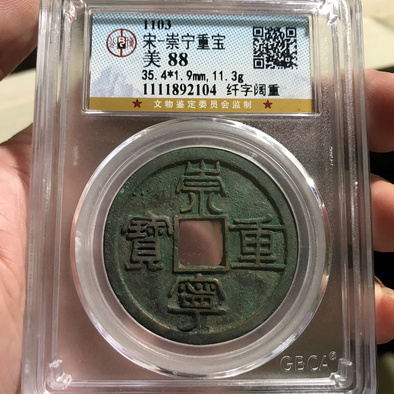 1103
宋-崇宁重宝
美 88
35.4*1.9mm,11.3g
1111892104 纤字阔重
★ 文物鉴定委员会监制 ★
崇
寶 重
寧
GBCA®